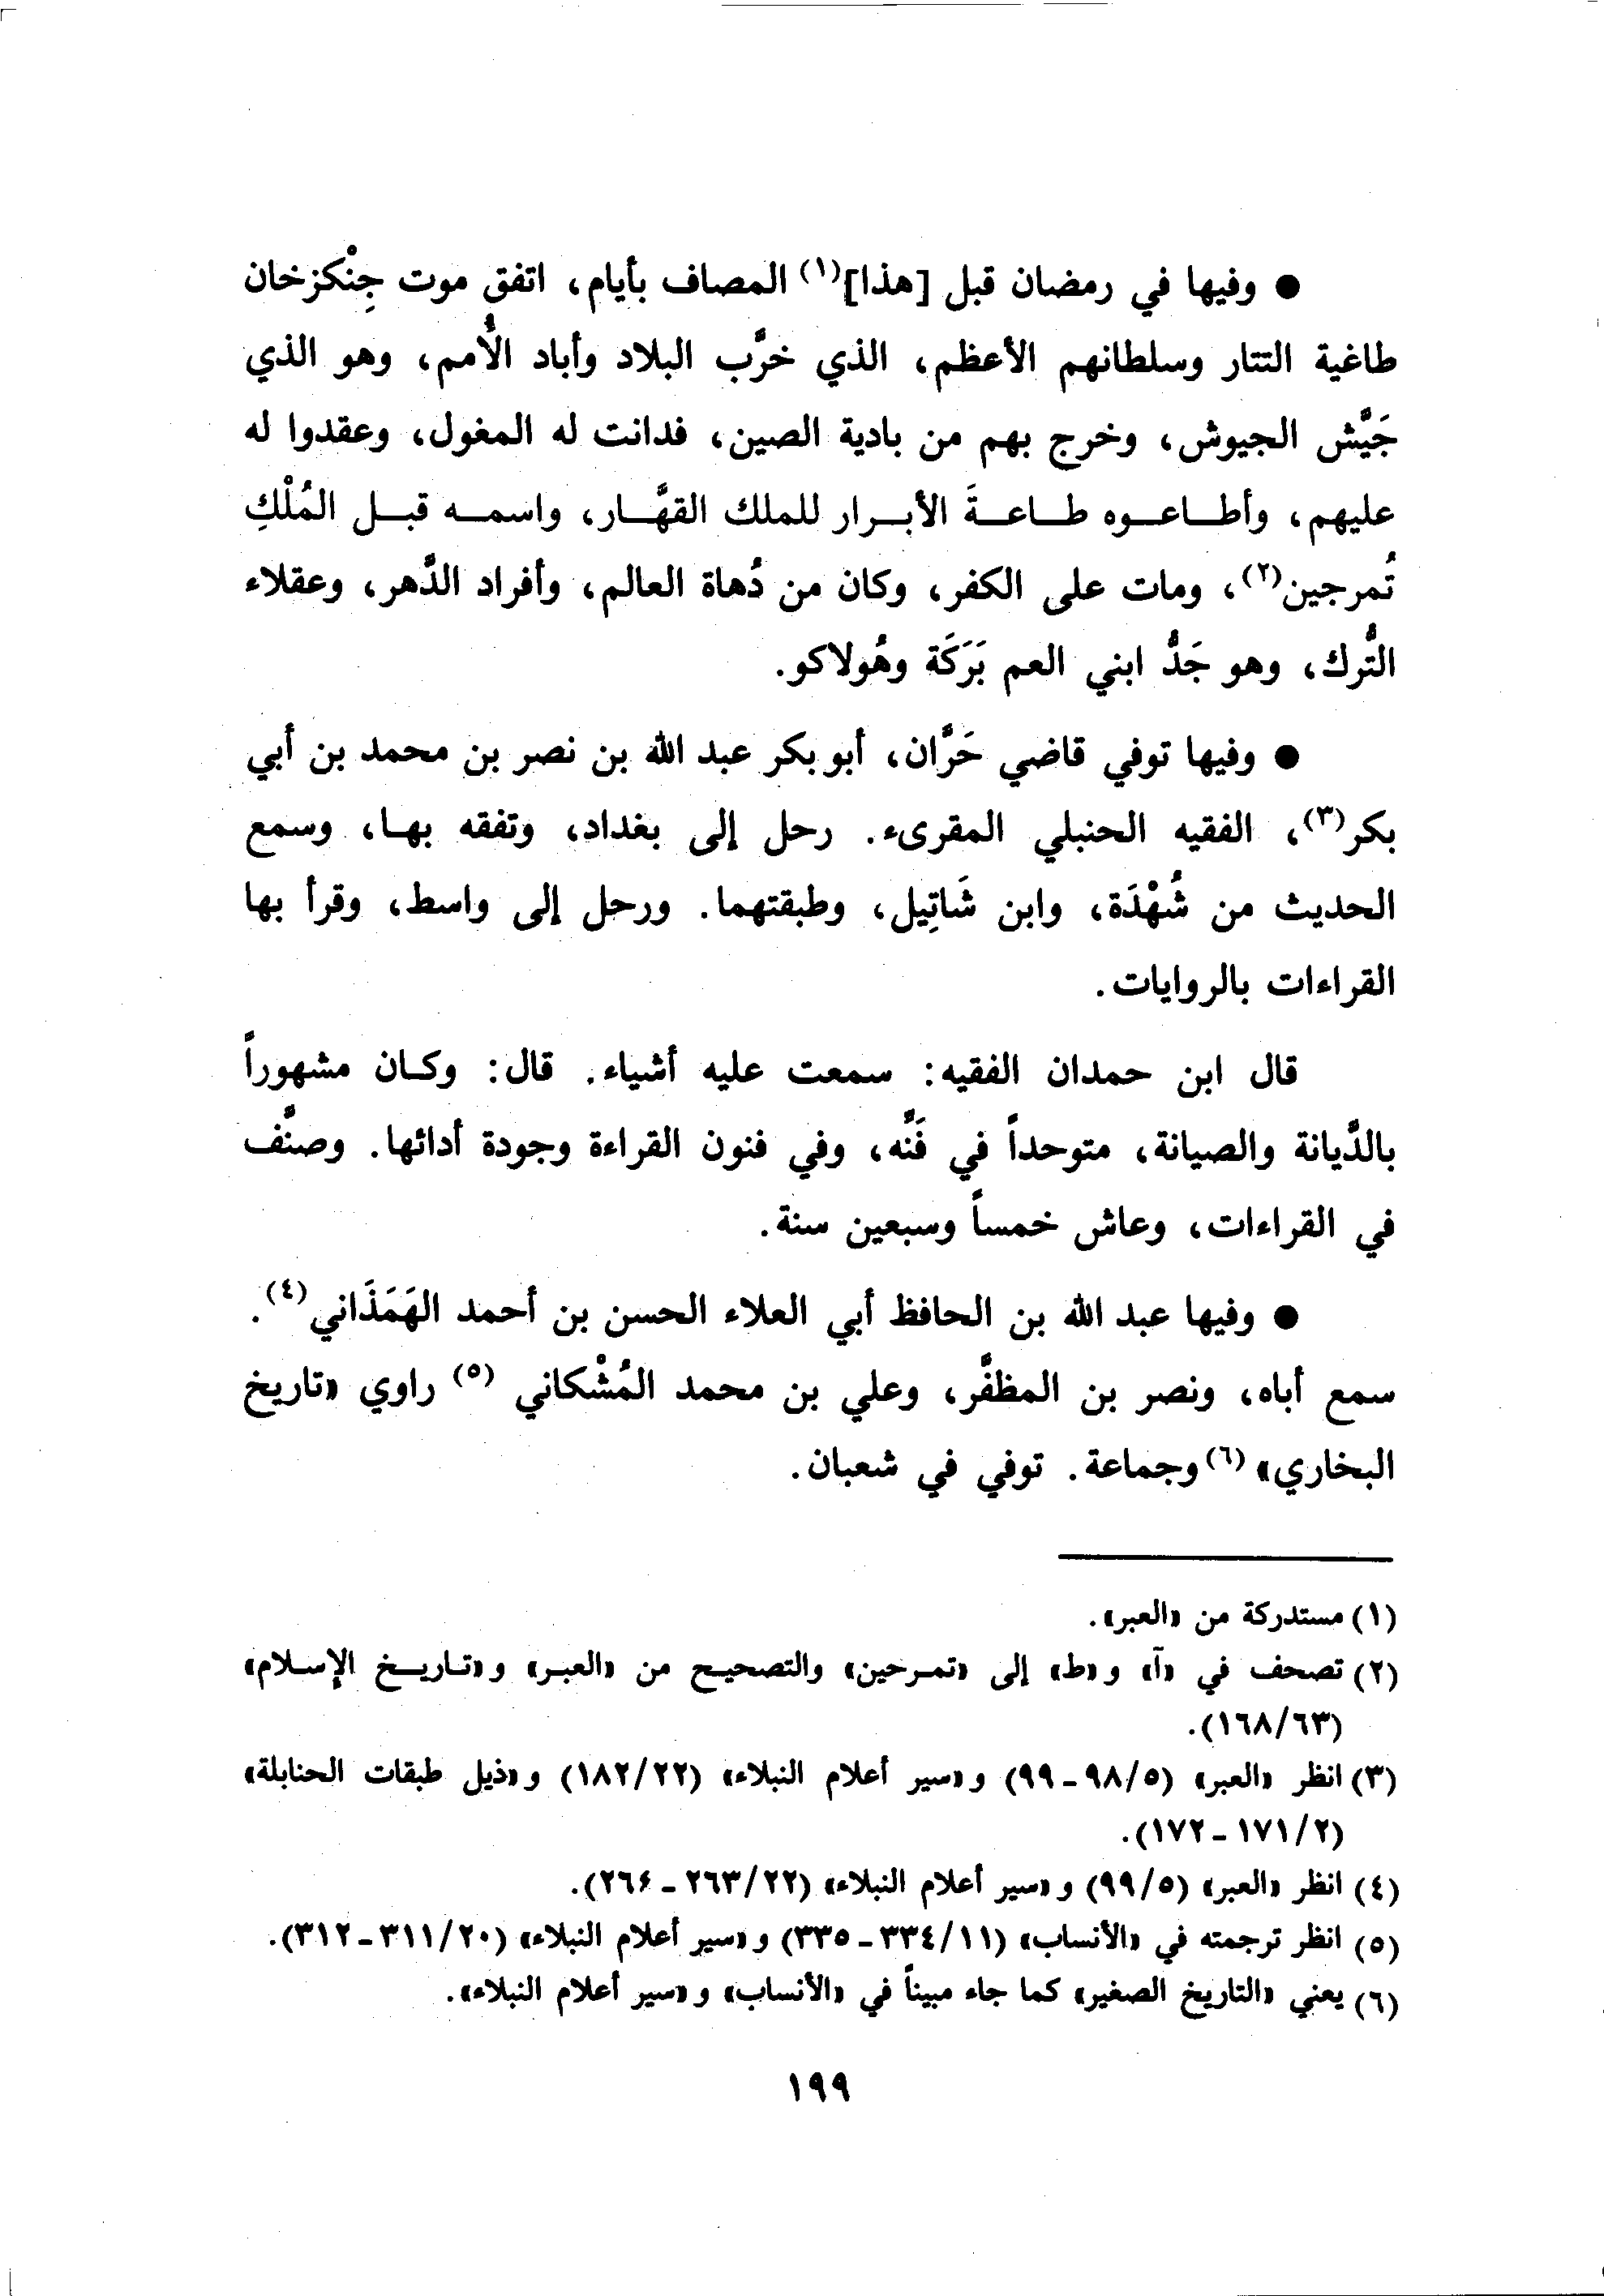 ● وفيها في رمضان قبل [هذا](١) المصاف بأيام، اتفق موت جِنْكزخان
طاغية التتار وسلطانهم الأعظم، الذي خرَّب البلاد وأباد الأُمم، وهو الذي
جَيَّش الجيوش، وخرج بهم من بادية الصين، فدانت له المغول، وعقدوا له
عليهم، وأطاعوه طاعةَ الأبرار للملك القهَّار، واسمه قبل المُلْكِ
تُمرجين(٢)، ومات على الكفر، وكان من دُهاة العالم، وأفراد الدَّهر، وعقلاء
التُّرك، وهو جَدُّ ابني العم بَرَكَة وهُولاكو.
● وفيها توفي قاضي حَرَّان، أبو بكر عبد الله بن نصر بن محمد بن أبي
بكر(٣)، الفقيه الحنبلي المقرىء. رحل إلى بغداد، وتفقه بها، وسمع
الحديث من شُهْدَة، وابن شَاتِيل، وطبقتهما. ورحل إلى واسط، وقرأ بها
القراءات بالروايات.
قال ابن حمدان الفقيه: سمعت عليه أشياء. قال: وكان مشهوراً
بالدَّيانة والصيانة، متوحداً في فَنُّه، وفي فنون القراءة وجودة أدائها. وصنَّف
في القراءات، وعاش خمساً وسبعين سنة.
● وفيها عبد الله بن الحافظ أبي العلاء الحسن بن أحمد الهَمَذَاني(٤).
سمع أباه، ونصر بن المظفَّر، وعلي بن محمد المُشْكاني(٥) راوي «تاريخ
البخاري»(٦) وجماعة. توفي في شعبان.
(١) مستدركة من «العبر».
(٢) تصحف في «آ» و«ط» إلى «تمرحين» والتصحيح من «العبر» و«تاريخ الإسلام»
(١٦٨/٦٣).
(٣) انظر «العبر» (٩٨/٥ - ٩٩) و«سير أعلام النبلاء» (١٨٢/٢٢) و«ذيل طبقات الحنابلة»
(١٧١/٢ - ١٧٢).
(٤) انظر «العبر» (٩٩/٥) و«سير أعلام النبلاء» (٢٦٣/٢٢ - ٢٦٤).
(٥) انظر ترجمته في «الأنساب» (٣٣٤/١١ - ٣٣٥) و«سير أعلام النبلاء» (٣١١/٢٠ - ٣١٢).
(٦) يعني «التاريخ الصغير» كما جاء مبيناً في «الأنساب» و«سير أعلام النبلاء».
١٩٩